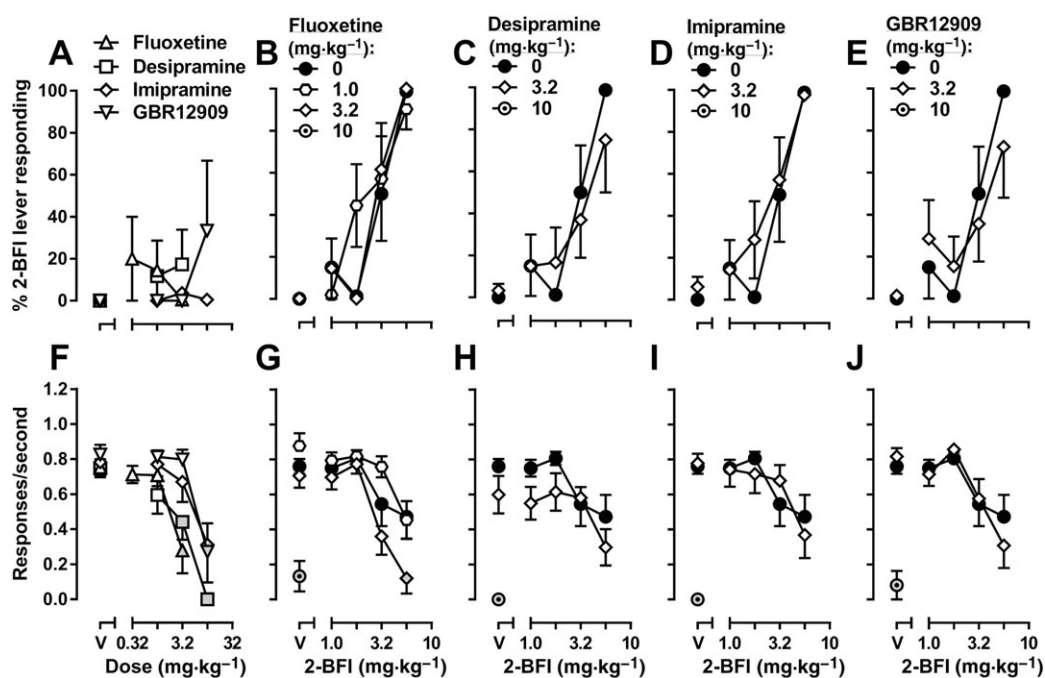 A
Fluoxetine
Desipramine
Imipramine
GBR12909
B
Fluoxetine
(mg·kg⁻¹):
0
1.0
3.2
10
C
Desipramine
(mg·kg⁻¹):
0
3.2
10
D
Imipramine
(mg·kg⁻¹):
0
3.2
10
E
GBR12909
(mg·kg⁻¹):
0
3.2
10
% 2-BFI lever responding
100
80
60
40
20
0
F
G
H
I
J
Responses/second
1.2
1.0
0.8
0.6
0.4
0.2
0.0
V 0.32 3.2 32
Dose (mg·kg⁻¹)
V 1.0 3.2 10
2-BFI (mg·kg⁻¹)
V 1.0 3.2 10
2-BFI (mg·kg⁻¹)
V 1.0 3.2 10
2-BFI (mg·kg⁻¹)
V 1.0 3.2 10
2-BFI (mg·kg⁻¹)